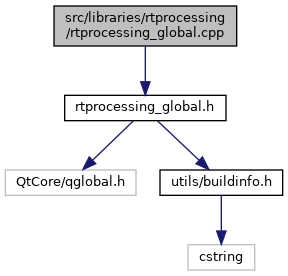 src/libraries/rtprocessing
/rtprocessing_global.cpp
rtprocessing_global.h
QtCore/qglobal.h
utils/buildinfo.h
cstring